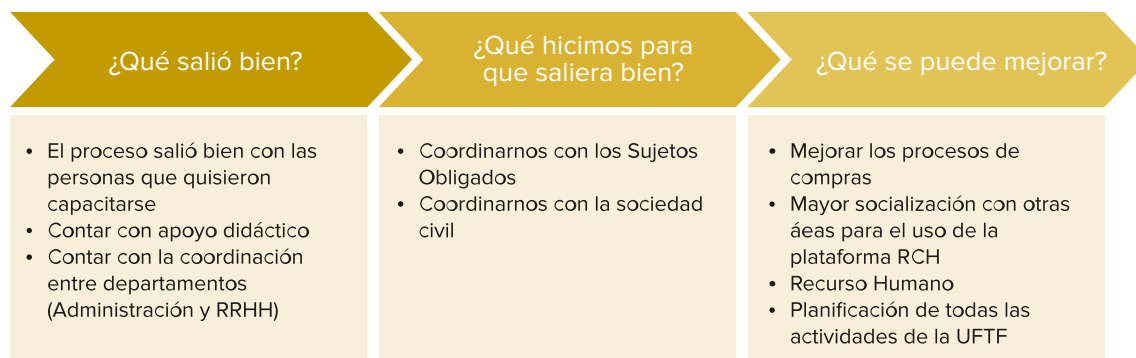 ¿Qué salió bien?
¿Qué hicimos para
que saliera bien?
¿Qué se puede mejorar?
• El proceso salió bien con las
personas que quisieron
capacitarse
• Contar con apoyo didáctico
• Contar con la coordinación
entre departamentos
(Administración y RRHH)
• Coordinarnos con los Sujetos
Obligados
• Coordinarnos con la sociedad
civil
• Mejorar los procesos de
compras
• Mayor socialización con otras
áeas para el uso de la
plataforma RCH
• Recurso Humano
• Planificación de todas las
actividades de la UFTF